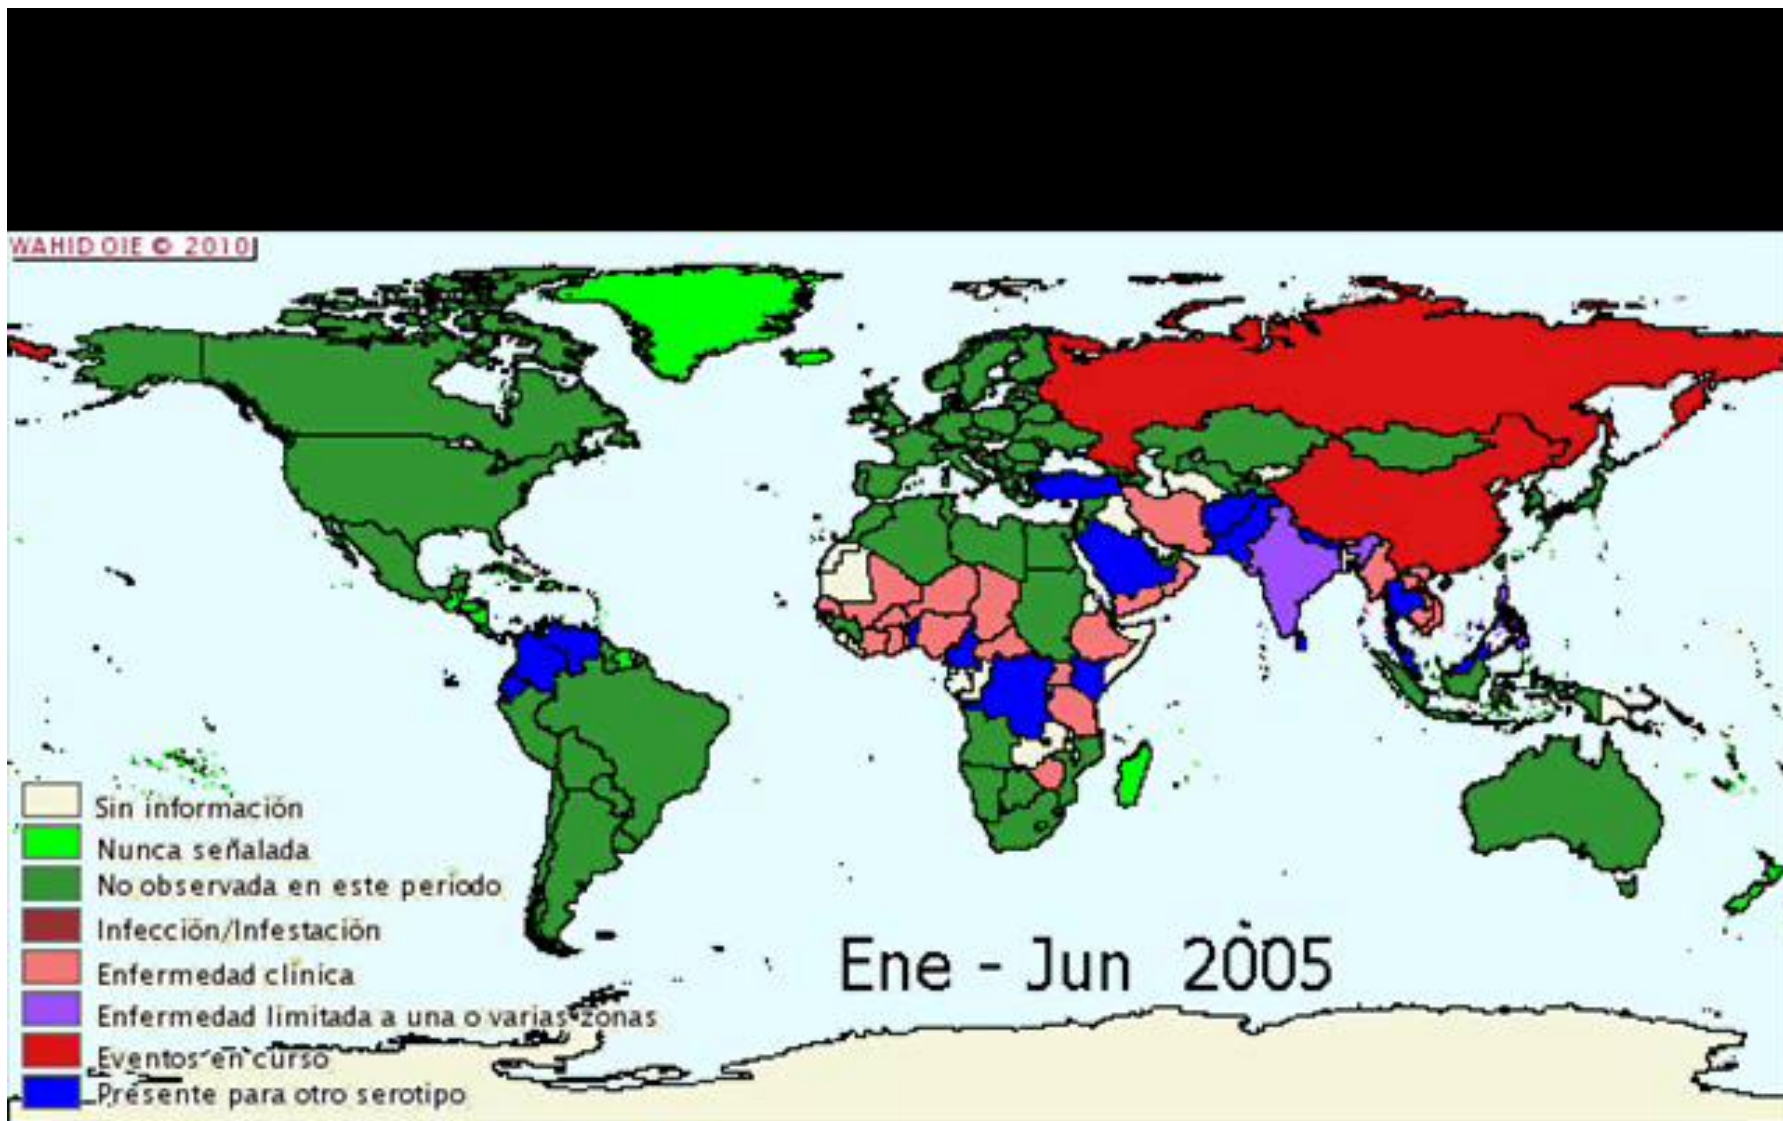 WAHID OIE © 2010
Sin información
Nunca señalada
No observada en este periodo
Infección/Infestación
Enfermedad clínica
Enfermedad limitada a una o varias zonas
Eventos en curso
Presente para otro serotipo
Ene - Jun 2005